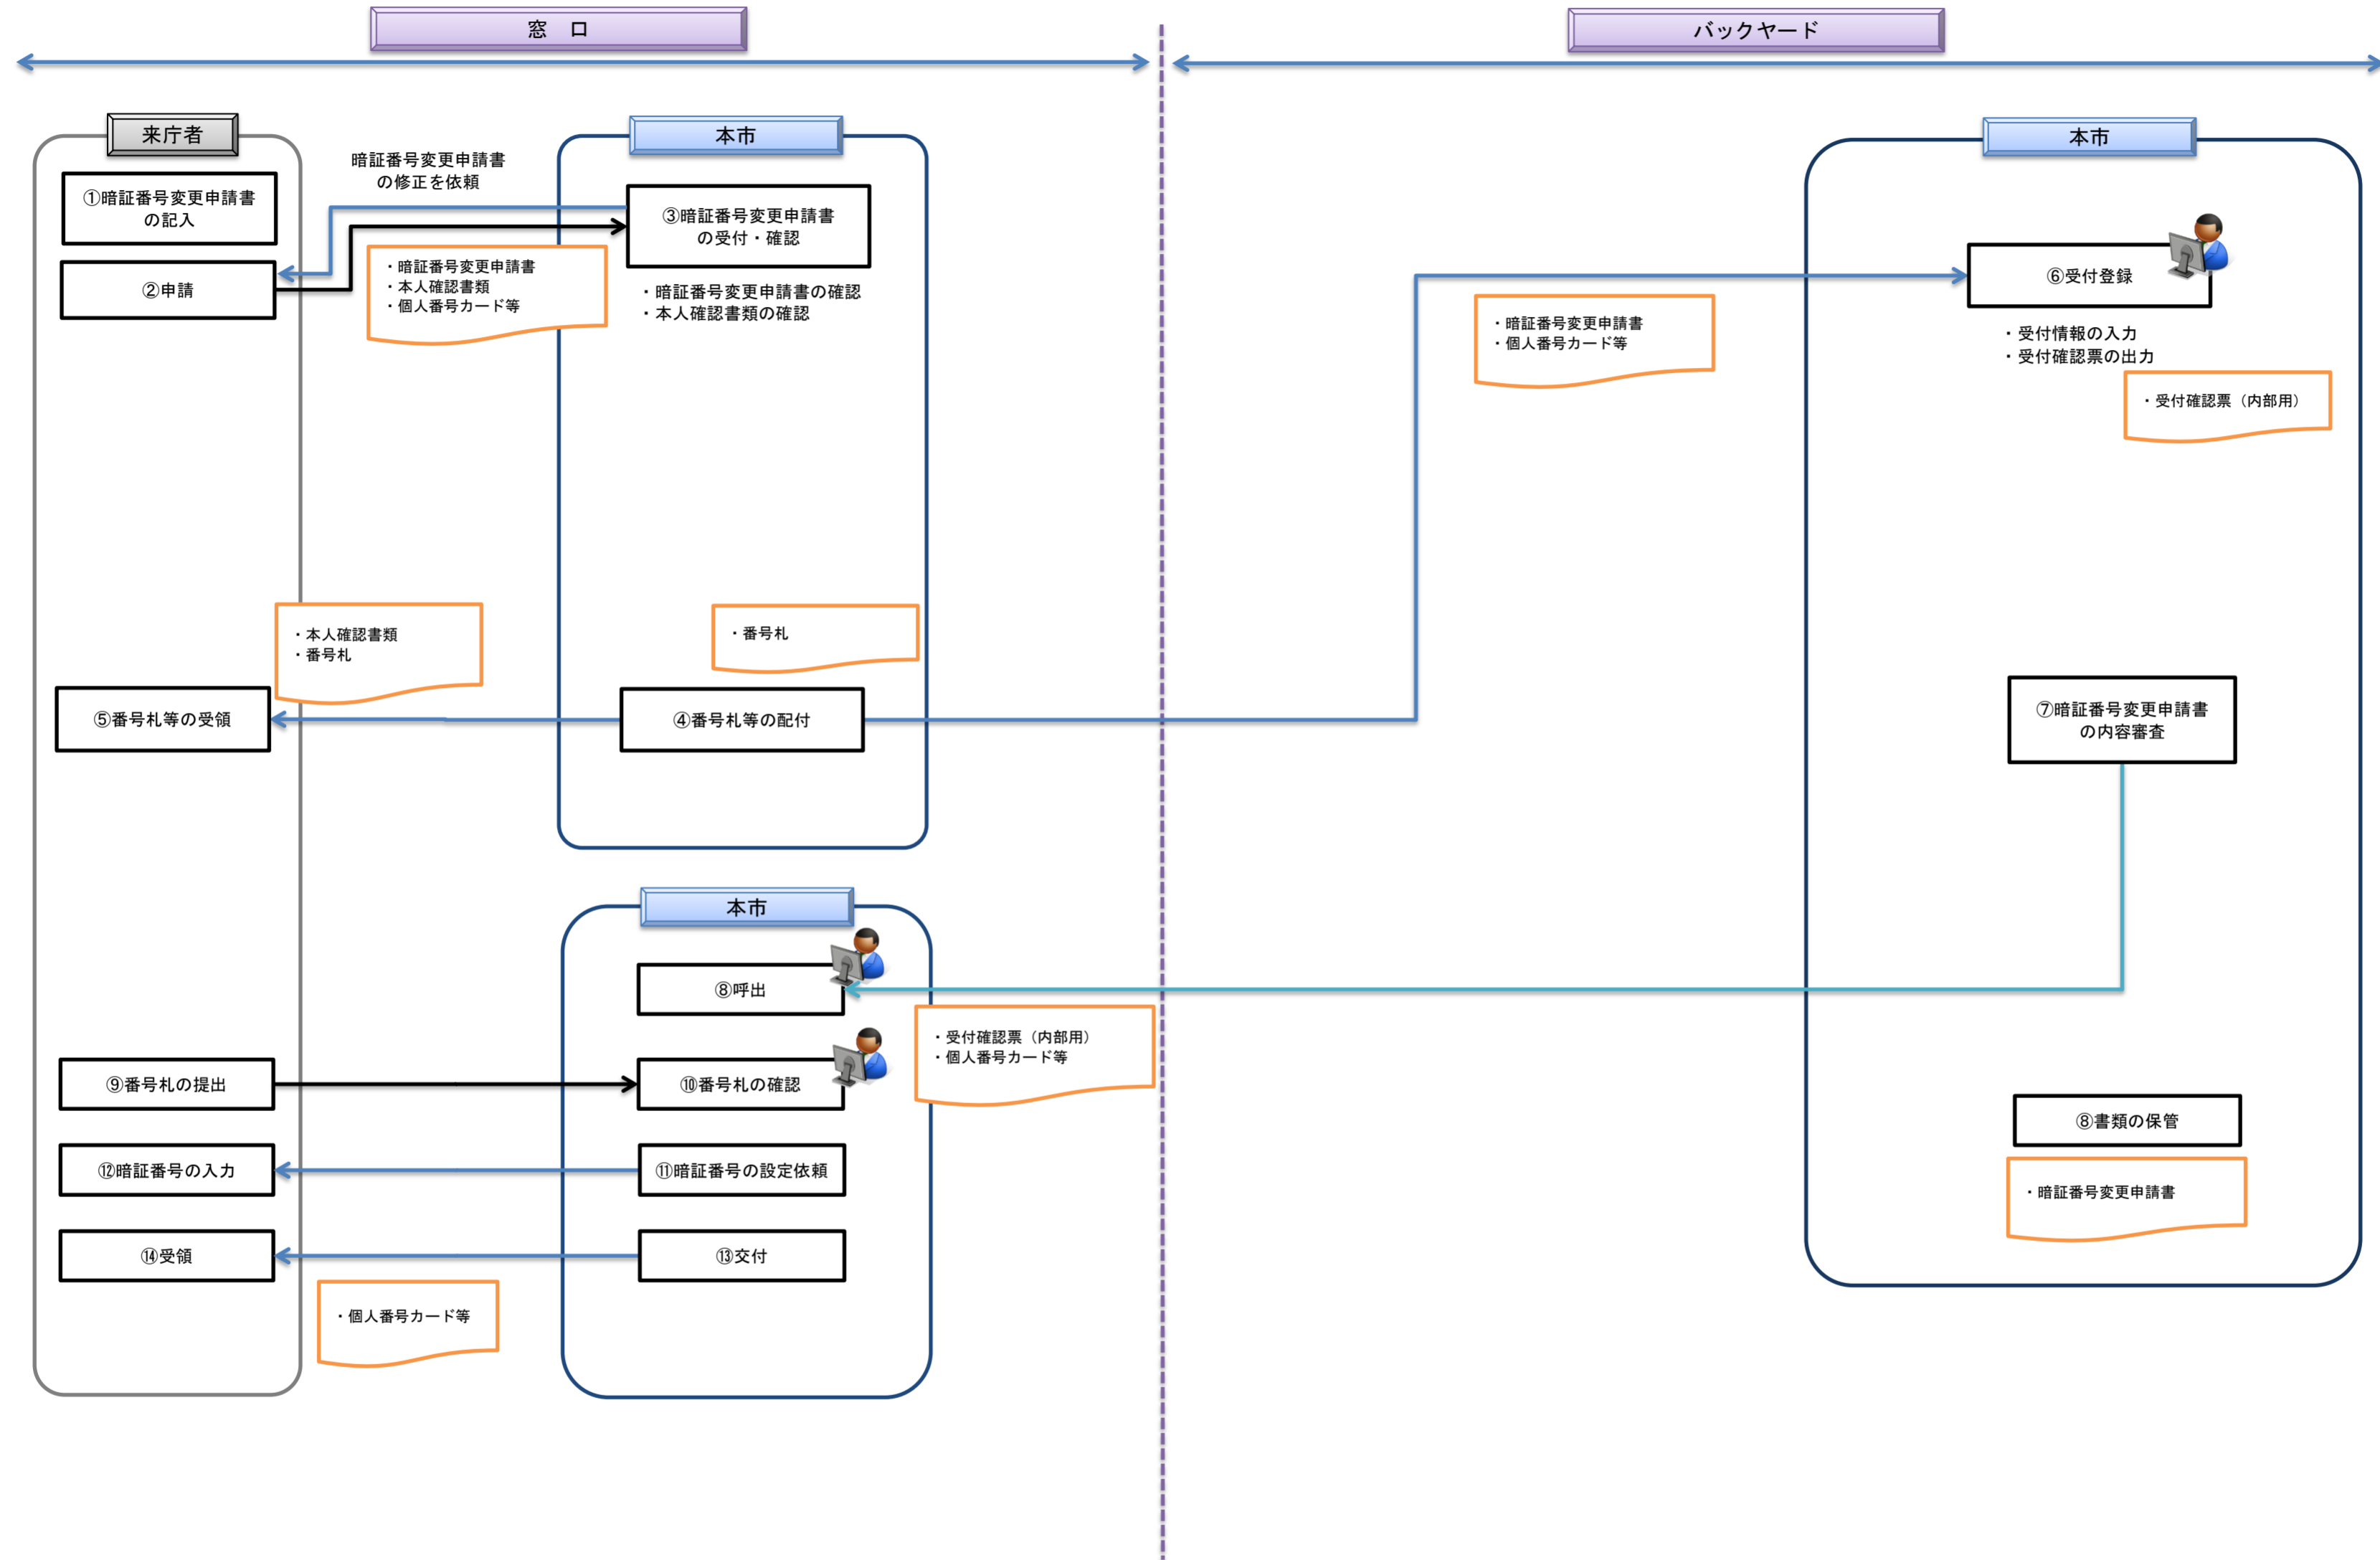 窓　口
バックヤード
来庁者
本市
本市
①暗証番号変更申請書
の記入
暗証番号変更申請書
の修正を依頼
③暗証番号変更申請書
の受付・確認
②申請
・暗証番号変更申請書
・本人確認書類
・個人番号カード等
・暗証番号変更申請書の確認
・本人確認書類の確認
・暗証番号変更申請書
・個人番号カード等
⑥受付登録
・受付情報の入力
・受付確認票の出力
・受付確認票（内部用）
・本人確認書類
・番号札
・番号札
⑤番号札等の受領
④番号札等の配付
⑦暗証番号変更申請書
の内容審査
本市
⑧呼出
・受付確認票（内部用）
・個人番号カード等
⑨番号札の提出
⑩番号札の確認
⑧書類の保管
・暗証番号変更申請書
⑫暗証番号の入力
⑪暗証番号の設定依頼
⑭受領
⑬交付
・個人番号カード等